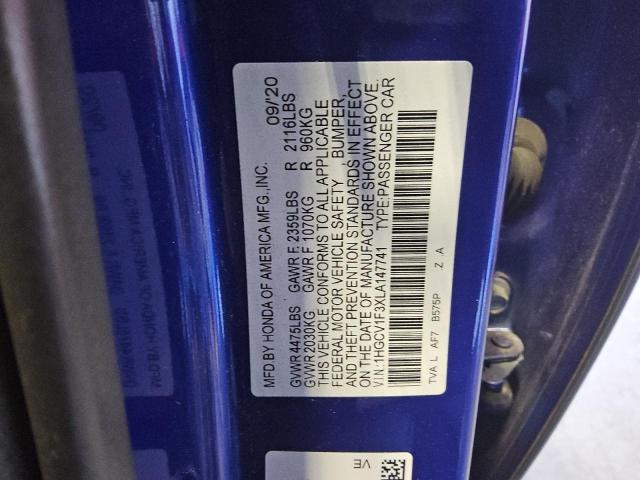 MFD.BY HONDA OF AMERICA MFG.,INC. 09/20
GVWR 4475LBS GAWR F 2359LBS R 2116LBS
GVWR 2030KG GAWR F 1070KG R 960KG
THIS VEHICLE CONFORMS TO ALL APPLICABLE
FEDERAL MOTOR VEHICLE SAFETY BUMPER,
AND THEFT PREVENTION STANDARDS IN EFFECT
ON THE DATE OF MANUFACTURE SHOWN ABOVE.
V.I.N.:1HGCV1F3XLA147741 TYPE:PASSENGER CAR
TVA L AF7 B575P Z A
VE